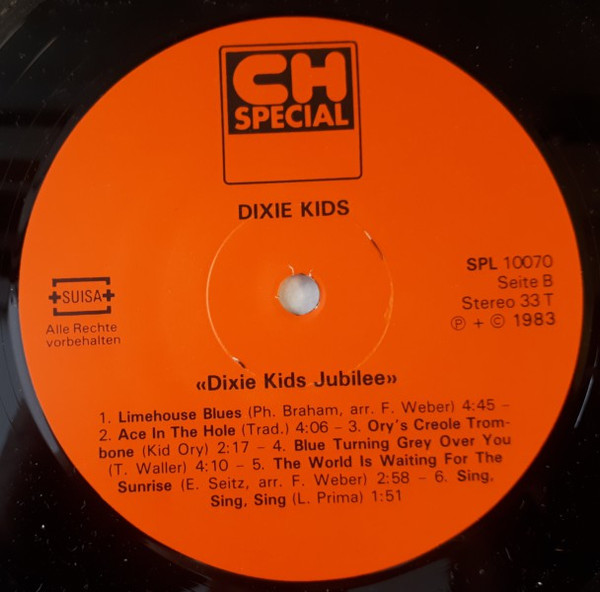 CH
SPECIAL
DIXIE KIDS
SPL 10070
Seite B
Stereo 33 T
℗ + © 1983
SUISA
Alle Rechte
vorbehalten
«Dixie Kids Jubilee»
1. Limehouse Blues (Ph. Braham, arr. F. Weber) 4:45 –
2. Ace In The Hole (Trad.) 4:06 – 3. Ory's Creole Trom-
bone (Kid Ory) 2:17 – 4. Blue Turning Grey Over You
(T. Waller) 4:10 – 5. The World Is Waiting For The
Sunrise (E. Seitz, arr. F. Weber) 2:58 – 6. Sing,
Sing, Sing (L. Prima) 1:51